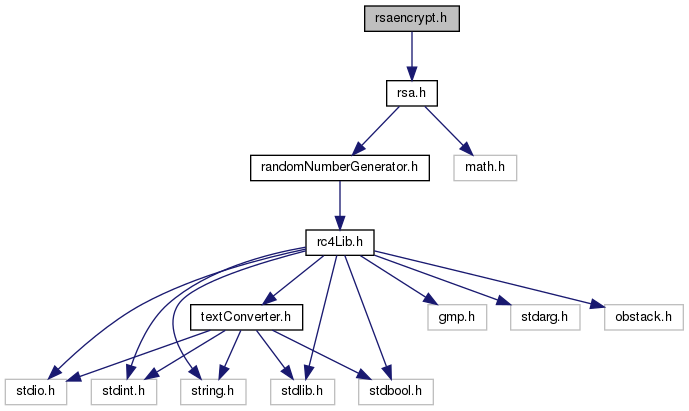 rsaencrypt.h
rsa.h
randomNumberGenerator.h
math.h
rc4Lib.h
textConverter.h
gmp.h
stdarg.h
obstack.h
stdio.h
stdint.h
string.h
stdlib.h
stdbool.h